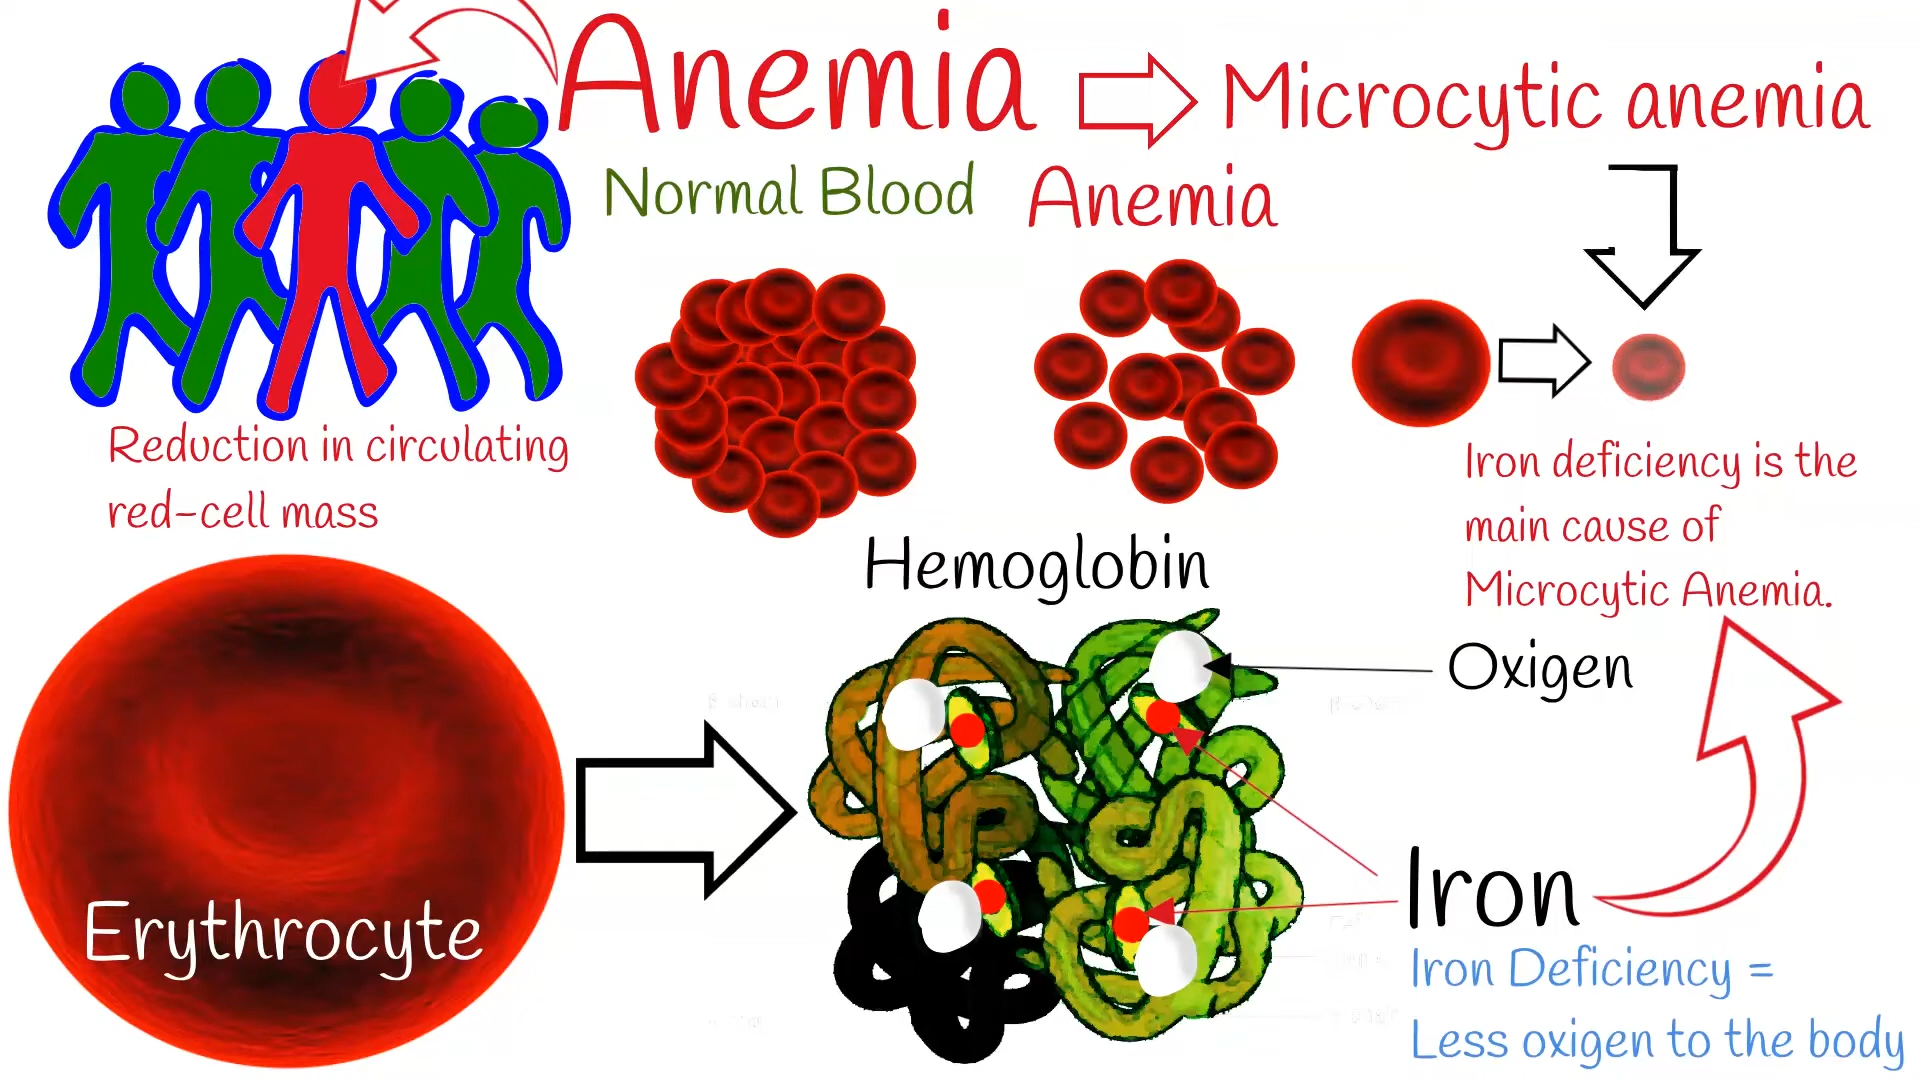 Anemia
Microcytic anemia
Normal Blood
Anemia
Reduction in circulating
red-cell mass
Iron deficiency is the
main cause of
Microcytic Anemia.
Hemoglobin
Oxigen
Erythrocyte
Iron
Iron Deficiency =
Less oxigen to the body